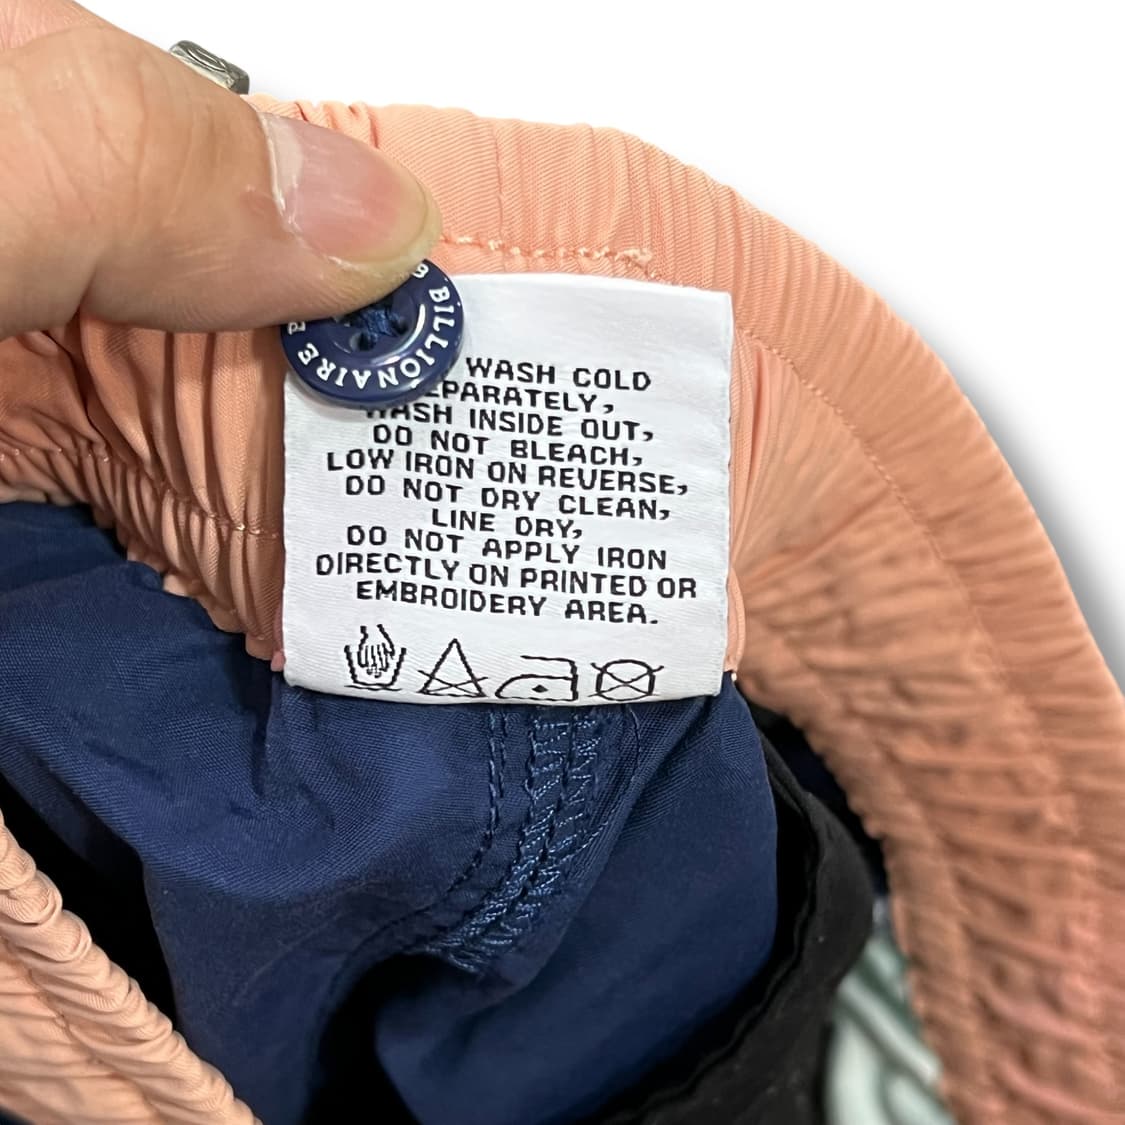 BILLIONAIRE B
WASH COLD
EPARATELY,
WASH INSIDE OUT,
DO NOT BLEACH,
LOW IRON ON REVERSE,
DO NOT DRY CLEAN,
LINE DRY,
DO NOT APPLY IRON
DIRECTLY ON PRINTED OR
EMBROIDERY AREA.